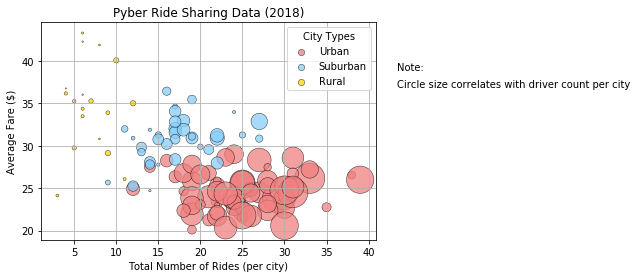 Pyber Ride Sharing Data (2018)
Average Fare ($)
45
40
35
30
25
20
City Types
Urban
Suburban
Rural
5
10
15
20
25
30
35
40
Total Number of Rides (per city)
Note:
Circle size correlates with driver count per city